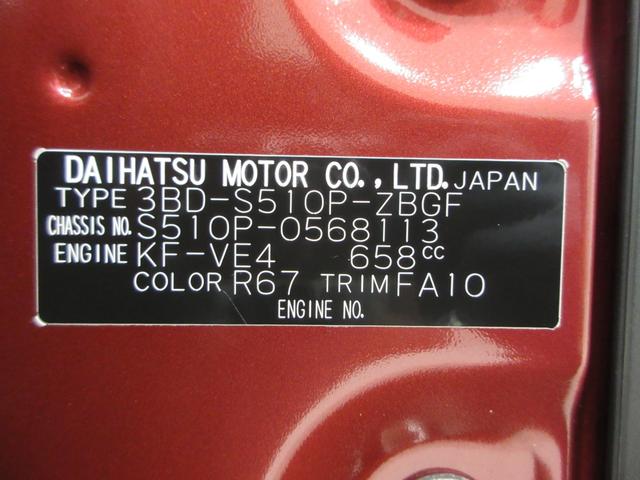 DAIHATSU MOTOR CO., LTD. JAPAN
TYPE 3BD-S510P-ZBGF
CHASSIS NO. S510P-0568113
ENGINE KF-VE4 658cc
COLOR R67 TRIM FA10
ENGINE NO.